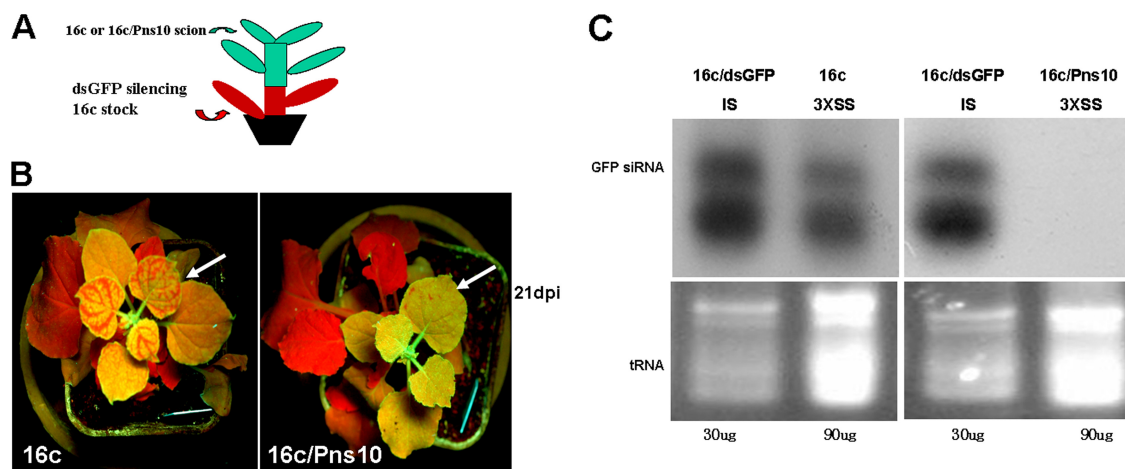 A
16c or 16c/Pns10 scion
dsGFP silencing
16c stock
B
16c
16c/Pns10
21dpi
C
16c/dsGFP 16c 16c/dsGFP 16c/Pns10
IS 3XSS IS 3XSS
GFP siRNA
tRNA
30ug 90ug 30ug 90ug